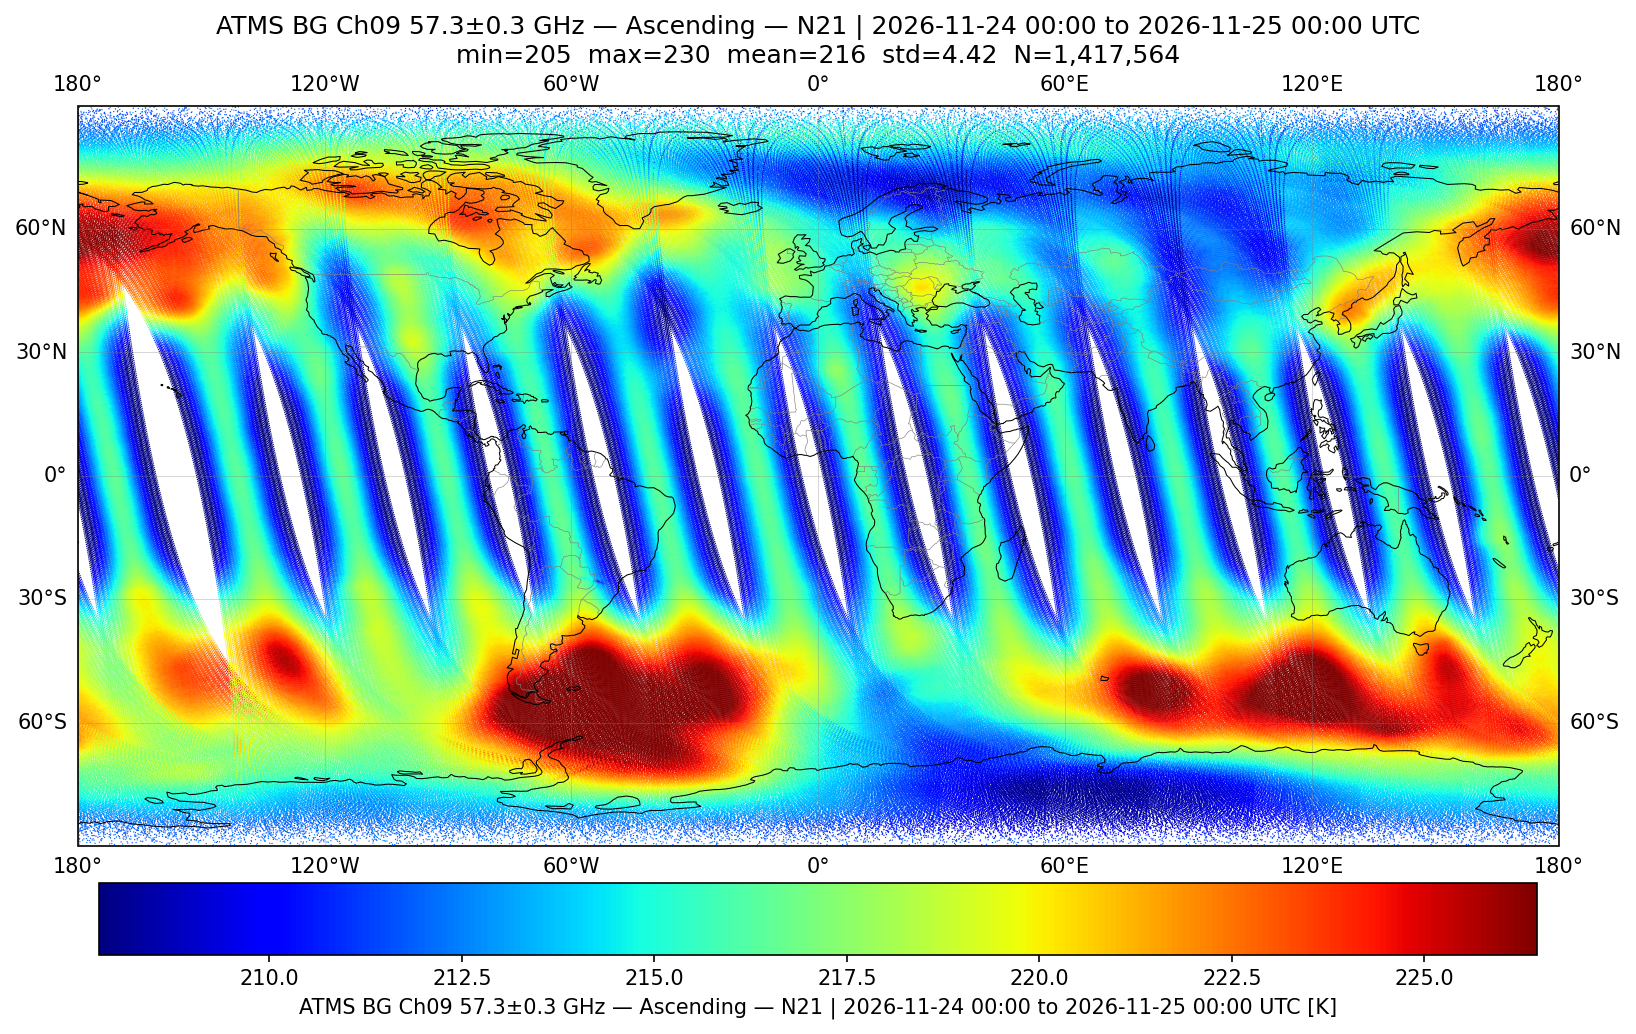 ATMS BG Ch09 57.3±0.3 GHz — Ascending — N21 | 2026-11-24 00:00 to 2026-11-25 00:00 UTC
min=205 max=230 mean=216 std=4.42 N=1,417,564
180° 120°W 60°W 0° 60°E 120°E 180°
60°N 60°N
30°N 30°N
0° 0°
30°S 30°S
60°S 60°S
180° 120°W 60°W 0° 60°E 120°E 180°
210.0 212.5 215.0 217.5 220.0 222.5 225.0
ATMS BG Ch09 57.3±0.3 GHz — Ascending — N21 | 2026-11-24 00:00 to 2026-11-25 00:00 UTC [K]